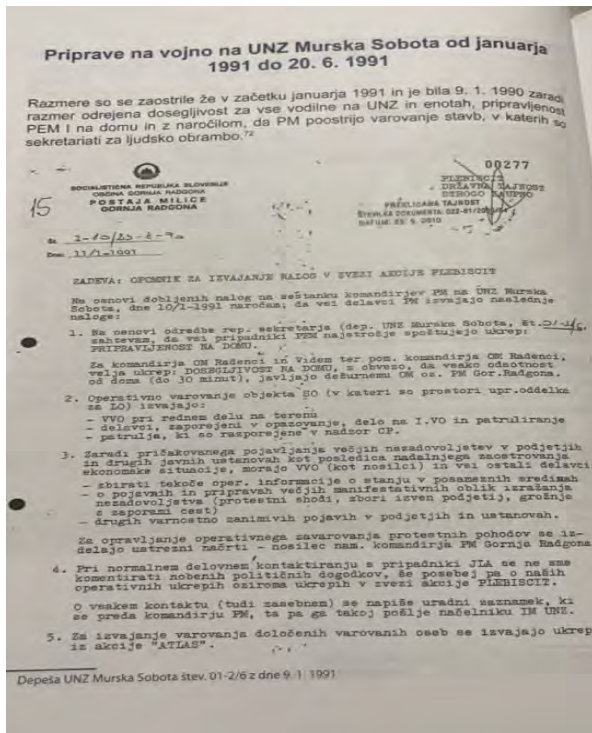 Priprave na vojno na UNZ Murska Sobota od januarja
1991 do 20. 6. 1991
Razmere so se zaostrile že v začetku januarja 1991 in je bila 9. 1. 1990 zaradi
razmer odrejena dosegljivost za vse vodilne na UNZ in enotah, pripravljenost
PEM I na domu in z naročilom, da PM poostrijo varovanje stavb, v katerih so
sekretariati za ljudsko obrambo.72
00277
PLEBISCIT
DRŽAVNA TAJNOST
STROGO ZAUPNO
PREKLICANA TAJNOST
ŠTEVILKA DOKUMENTA:
DATUM:
SOCIALISTIČNA REPUBLIKA SLOVENIJA
OBČINA GORNJA RADGONA
POSTAJA MILICE
GORNJA RADGONA
15
Dne: 11/1-1991
ZADEVA: OPOMNIK ZA IZVAJANJE NALOG V SVEZI AKCIJE PLEBISCIT
Na osnovi dobljenih nalog na sestanku komandirjev PM na UNZ Murska
Sobota, dne 10/1-1991 naročam, da vsi delavci PM izvajajo naslednje
naloge:
1. Na osnovi odredbe rep. sekretarja (dep. UNZ Murska Sobota, št.
zahtevam, da vsi pripadniki PEM najstrožje spoštujejo ukrep:
PRIPRAVLJENOST NA DOMU.
Za komandirja OM Radenci in Videm ter pom. komandirja OM Radenci,
velja ukrep: DOSEGLJIVOST NA DOMU, z obvezo, da vsako odsotnost
od doma (do 30 minut), javljajo dežurnemu OM oz. PM Gor.Radgona.
2. Operativno varovanje objekta SO (v kateri so prostori upr.oddelka
za LO) izvajajo:
- VVO pri rednem delu na terenu
- delavci, zaporejeni v opazovanje, delo na I.VO in patruliranje
- patrulja, ki so razporejene v nadzor CP.
3. Zaradi pričakovanega pojavljanja večjih nezadovoljstev v podjetjih
in drugih javnih ustanovah kot posledica nadalnjega zaostrovanja
ekonomske situacije, morajo VVO (kot nosilci) in vsi ostali delavci
- zbirati tekoče oper. informacije o stanju v posameznih sredinah
- o pojavnih in pripravah večjih manifestativnih oblik izražanja
nezadovoljstva (protestni shodi, zbori izven podjetij, grožnje
z zaporami cest)
- drugih varnostno zanimivih pojavih v podjetjih in ustanovah.
Za opravljanje operativnega zavarovanja protestnih pohodov se iz-
delajo ustrezni načrti - nosilec nam. komandirja PM Gornja Radgona
4. Pri normalnem delovnem kontaktiranju s pripadniki JLA se ne sme
komentirati nobenih političnih dogodkov, še posebej pa o naših
operativnih ukrepih oziroma ukrepih v zvezi akcije PLEBISCIT.
O vsakem kontaktu (tudi zasebnem) se napiše uradni zaznamek, ki
se preda komandirju PM, ta pa ga takoj pošlje načelniku IM UNZ.
5. Za izvajanje varovanja določenih varovanih oseb se izvajajo ukrep
iz akcije "ATLAS".
Depeša UNZ Murska Sobota štev. 01-2/6 z dne 9. 1. 1991